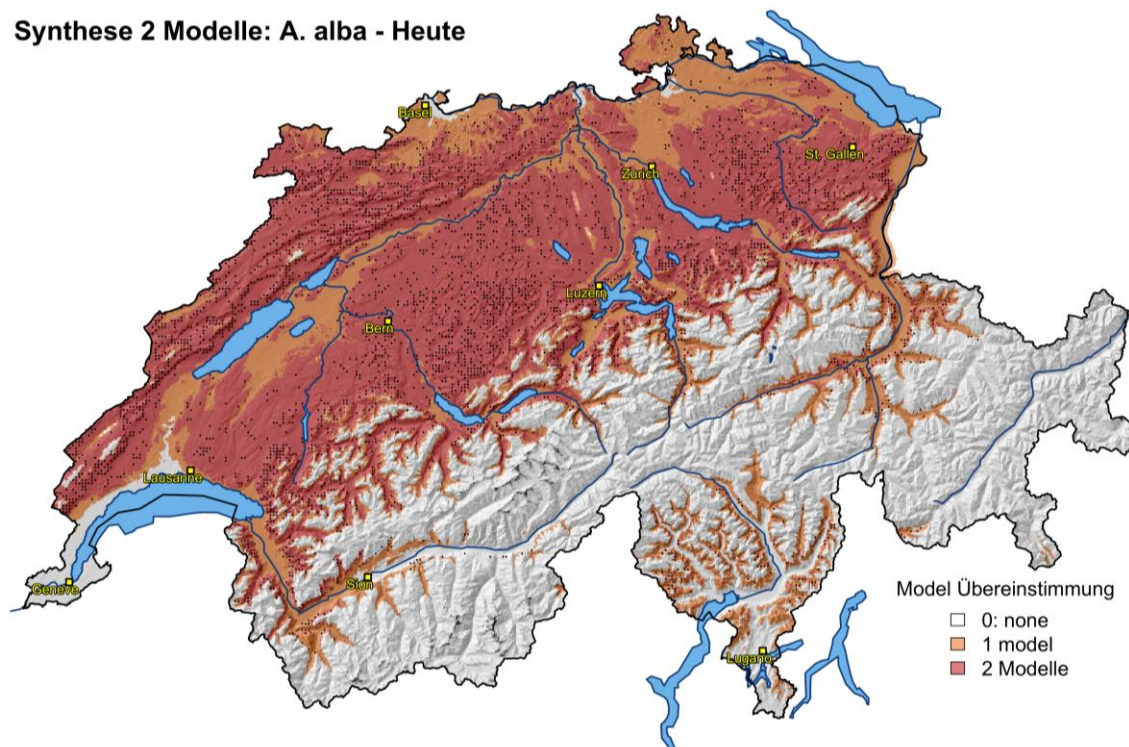 Synthese 2 Modelle: A. alba - Heute
Basel
St. Gallen
Zürich
Luzern
Bern
Lausanne
Sion
Geneve
Lugano
Model Übereinstimmung
0: none
1 model
2 Modelle